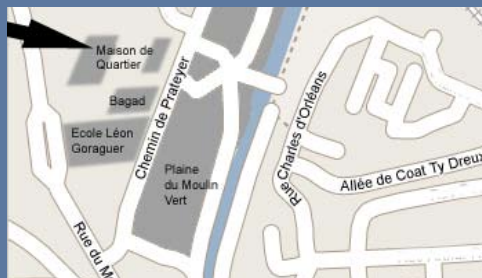 Maison de
Quartier
Bagad
Ecole Léon
Goraguer
Chemin de Prateyer
Plaine
du Moulin
Vert
Rue du M
Rue Charles d'Orléans
Allée de Coat Ty Dreux